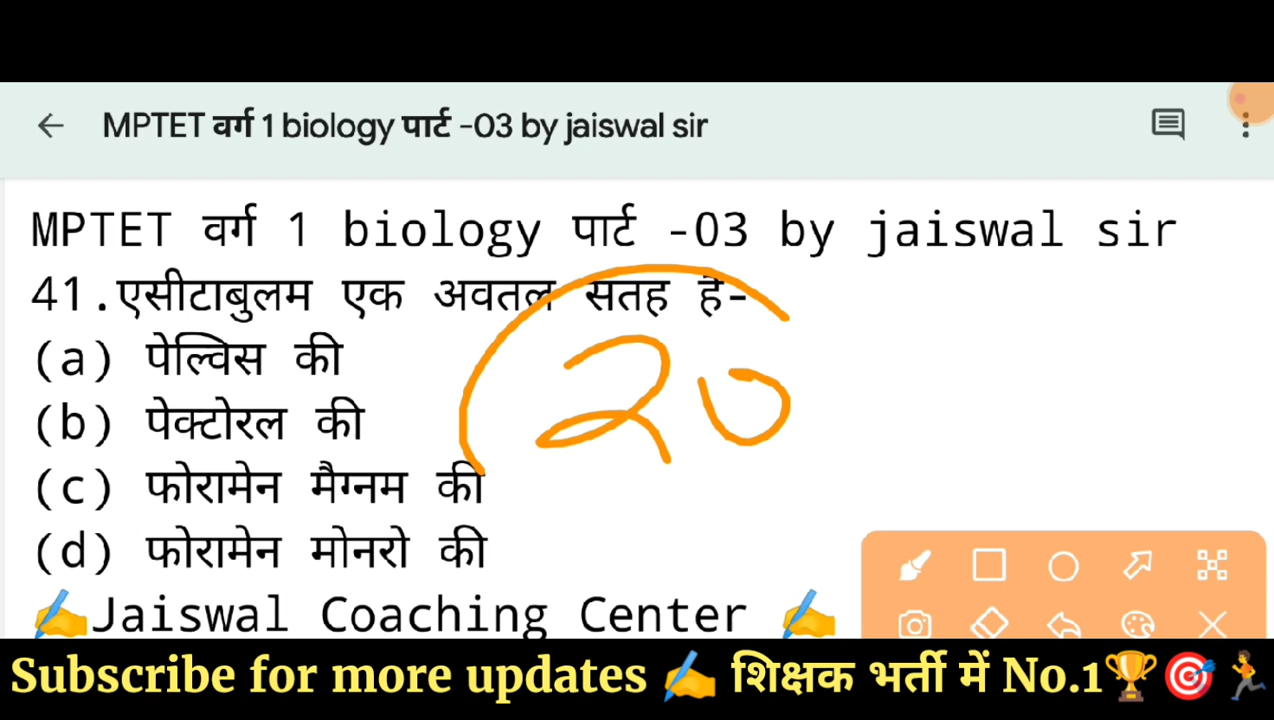 MPTET वर्ग 1 biology पार्ट -03 by jaiswal sir
MPTET वर्ग 1 biology पार्ट -03 by jaiswal sir
41.एसीटाबुलम एक अवतल सतह है-
(a) पेल्विस की
(b) पेक्टोरल की
(c) फोरामेन मैग्नम की
(d) फोरामेन मोनरो की
20
✍️Jaiswal Coaching Center ✍️
Subscribe for more updates ✍️ शिक्षक भर्ती में No.1🏆🎯🏃